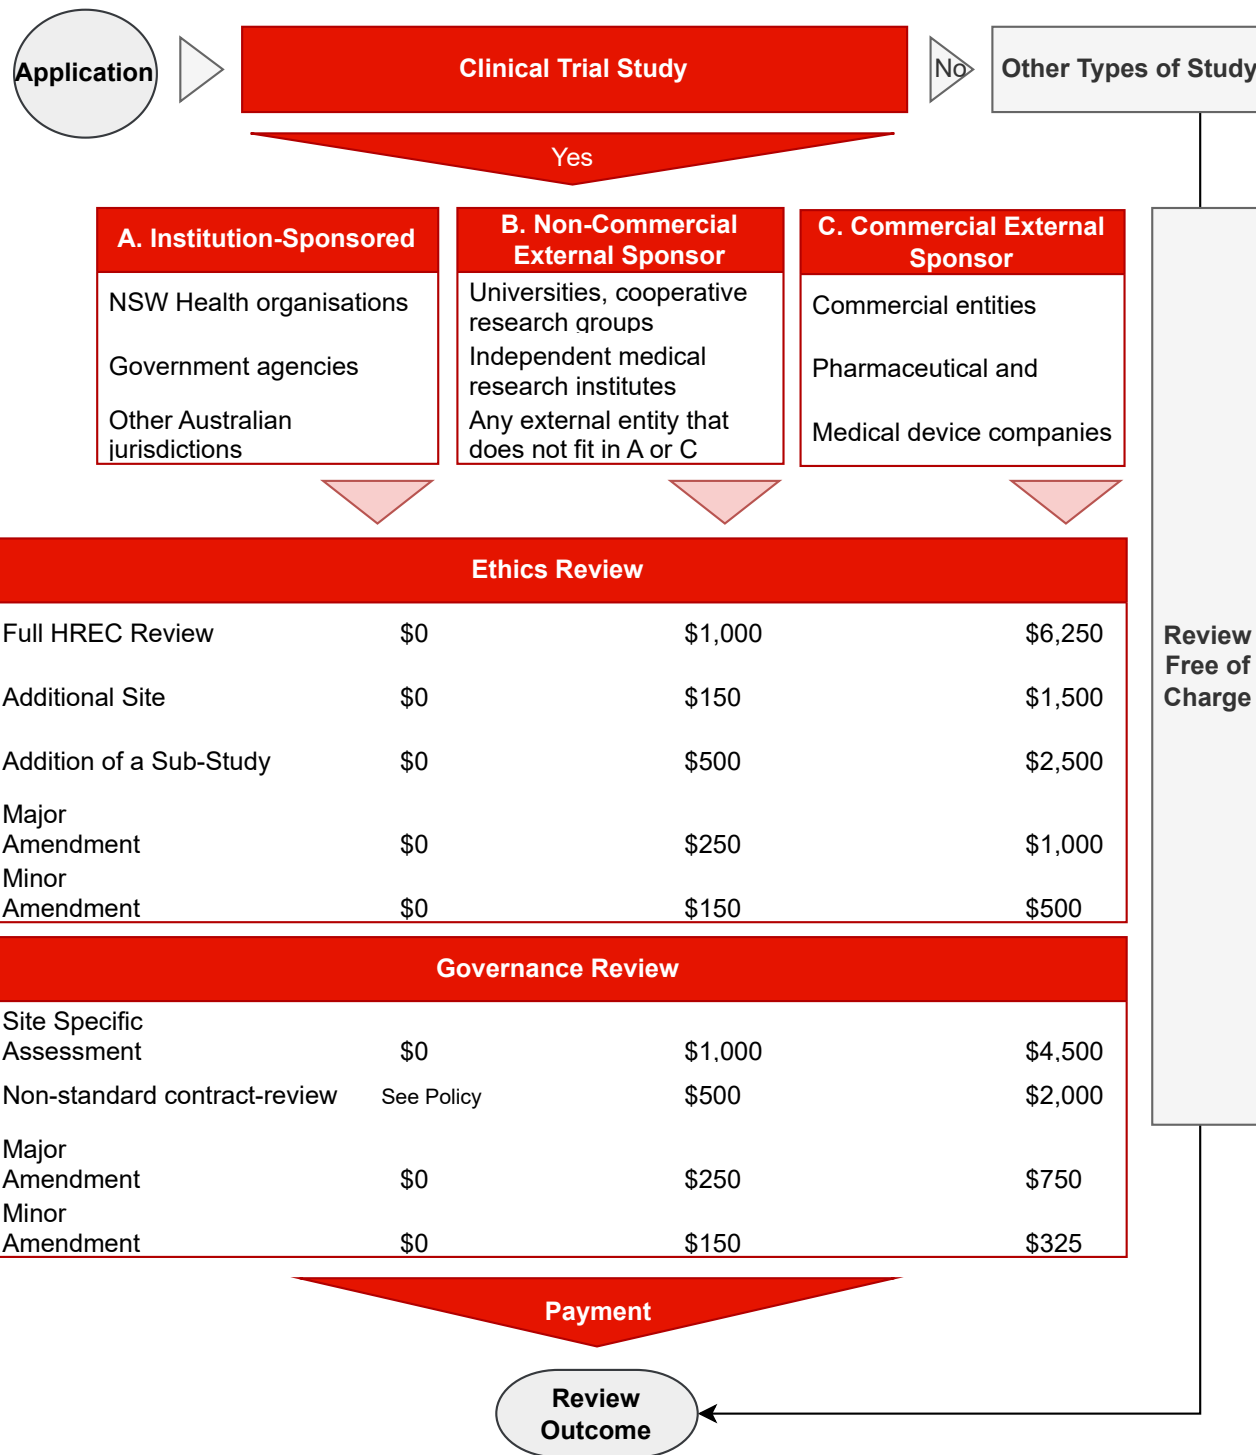 Application
Clinical Trial Study
No
Other Types of Study
Yes
A. Institution-Sponsored
NSW Health organisations
Government agencies
Other Australian
jurisdictions
B. Non-Commercial
External Sponsor
Universities, cooperative
research groups
Independent medical
research institutes
Any external entity that
does not fit in A or C
C. Commercial External
Sponsor
Commercial entities
Pharmaceutical and
Medical device companies
Ethics Review
Full HREC Review $0 $1,000 $6,250
Additional Site $0 $150 $1,500
Addition of a Sub-Study $0 $500 $2,500
Major
Amendment $0 $250 $1,000
Minor
Amendment $0 $150 $500
Governance Review
Site Specific
Assessment $0 $1,000 $4,500
Non-standard contract-review See Policy $500 $2,000
Major
Amendment $0 $250 $750
Minor
Amendment $0 $150 $325
Review
Free of
Charge
Payment
Review
Outcome